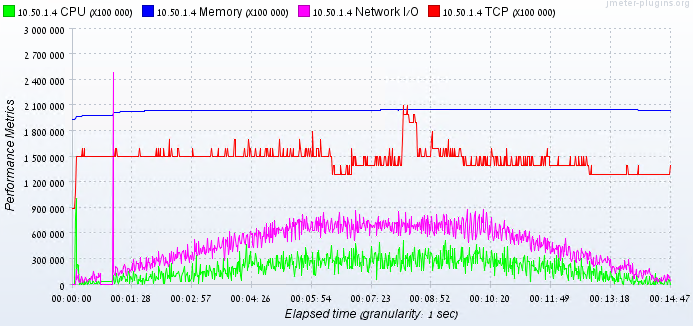 jmeter-plugins.org
10.50.1.4 CPU (X100 000) 10.50.1.4 Memory (X100 000) 10.50.1.4 Network I/O 10.50.1.4 TCP (X100 000)
3 000 000
2 700 000
2 400 000
2 100 000
1 800 000
1 500 000
1 200 000
900 000
600 000
300 000
0
Performance Metrics
00:00:00 00:01:28 00:02:57 00:04:26 00:05:54 00:07:23 00:08:52 00:10:20 00:11:49 00:13:18 00:14:47
Elapsed time (granularity: 1 sec)